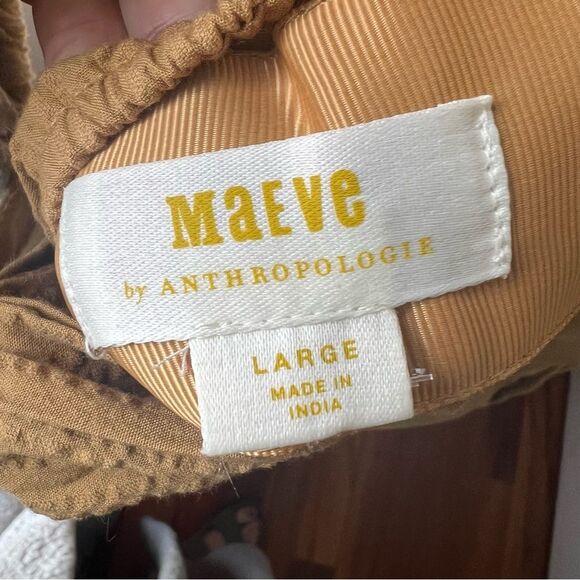 MaEve
by ANTHROPOLOGIE
LARGE
MADE IN
INDIA